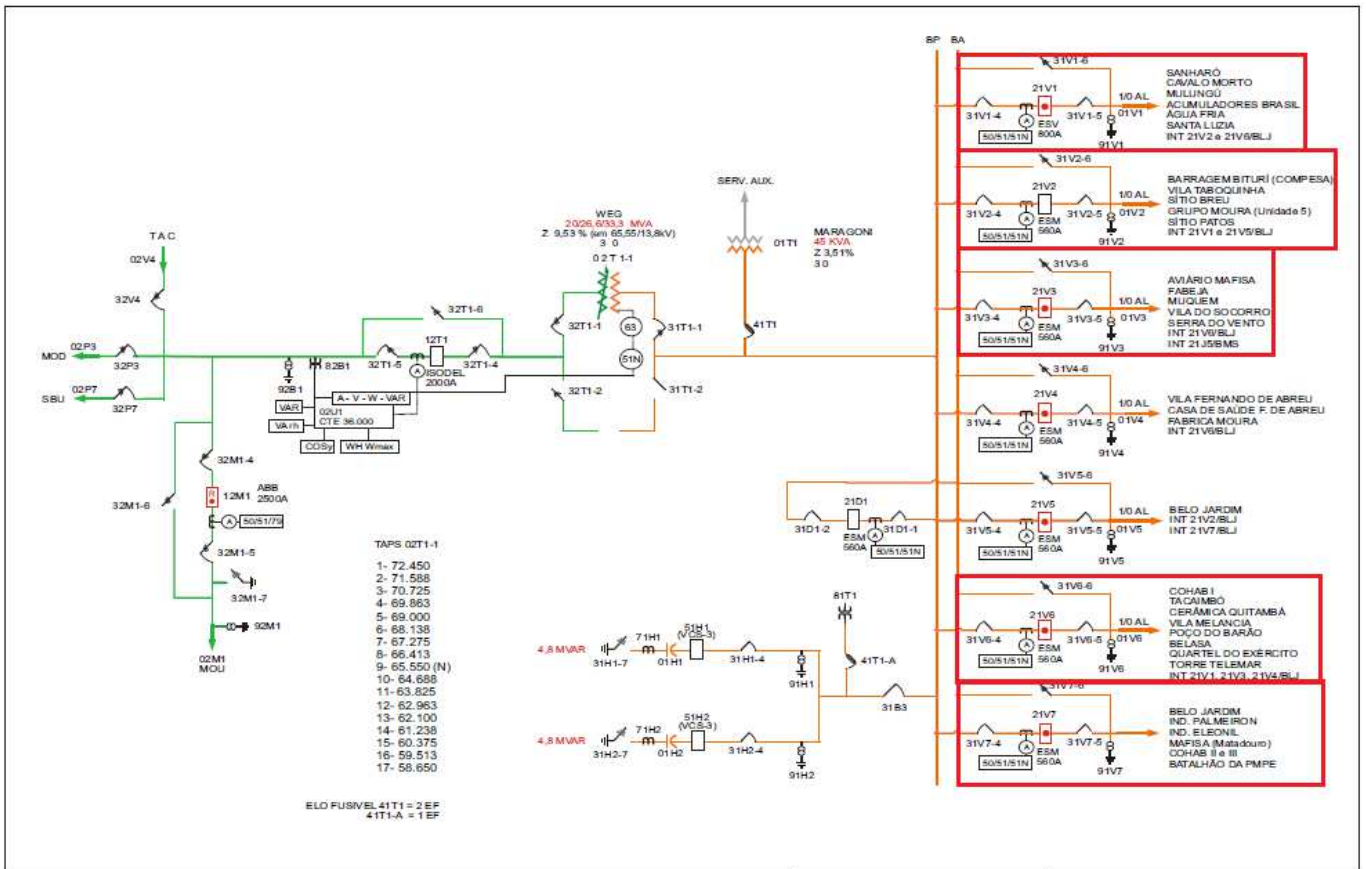 BP BA
TAC
02V4
32V4
MOD
02P3
32P3
SBU
02P7
32P7
32M1-4
12M1
ABB
2500A
50/51/79
A
32M1-6
32M1-5
32M1-7
92M1
02M1
MOU
92B1
82B1
32T1-6
32T1-5
12T1
32T1-4
A
ISODEL
2000A
A - V - W - VAR
VAR
02U1
CTE 36.000
VArh
COSy
WH Wmax
WEG
20/26,6/33,3 MVA
Z 9,53 % (em 65,55/13,8kV)
3 0
02T1-1
32T1-1
31T1-1
63
51N
32T1-2
31T1-2
SERV. AUX.
01T1
MARAGONI
45 KVA
Z 3,51%
3 0
41T1
TAPS 02T1-1
1- 72.450
2- 71.588
3- 70.725
4- 69.863
5- 69.000
6- 68.138
7- 67.275
8- 66.413
9- 65.550 (N)
10- 64.688
11- 63.825
12- 62.963
13- 62.100
14- 61.238
15- 60.375
16- 59.513
17- 58.650
ELO FUSIVEL 41T1 = 2 EF
41T1-A = 1 EF
4,8 MVAR
31H1-7
71H1
01H1
51H1
(VCS-3)
31H1-4
91H1
4,8 MVAR
31H2-7
71H2
01H2
51H2
(VCS-3)
31H2-4
91H2
81T1
41T1-A
31B3
31D1-2
21D1
ESM
560A
A
31D1-1
50/51/51N
31V1-6
31V1-4
21V1
A
ESV
800A
50/51/51N
31V1-5
1/0 AL
01V1
91V1
SANHARÓ
CAVALO MORTO
MULUNGÚ
ACUMULADORES BRASIL
ÁGUA FRIA
SANTA LUZIA
INT 21V2 e 21V6/BLJ
31V2-6
31V2-4
21V2
A
ESM
560A
50/51/51N
31V2-5
1/0 AL
01V2
91V2
BARRAGEM BITURÍ (COMPESA)
VILA TABOQUINHA
SÍTIO BREU
GRUPO MOURA (Unidade 5)
SÍTIO PATOS
INT 21V1 e 21V5/BLJ
31V3-6
31V3-4
21V3
A
ESM
560A
50/51/51N
31V3-5
1/0 AL
01V3
91V3
AVIÁRIO MAFISA
FABEJA
MUQUEM
VILA DO SOCORRO
SERRA DO VENTO
INT 21V6/BLJ
INT 21J5/BMS
31V4-6
31V4-4
21V4
A
ESM
560A
50/51/51N
31V4-5
1/0 AL
01V4
91V4
VILA FERNANDO DE ABREU
CASA DE SAÚDE F. DE ABREU
FABRICA MOURA
INT 21V6/BLJ
31V5-6
31V5-4
21V5
A
ESM
560A
50/51/51N
31V5-5
1/0 AL
01V5
91V5
BELO JARDIM
INT 21V2/BLJ
INT 21V7/BLJ
31V6-6
31V6-4
21V6
A
ESM
560A
50/51/51N
31V6-5
1/0 AL
01V6
91V6
COHAB I
TACAIMBÓ
CERÂMICA QUITAMBÁ
VILA MELANCIA
POÇO DO BARÃO
BELASA
QUARTEL DO EXÉRCITO
TORRE TELEMAR
INT 21V1, 21V3, 21V4/BLJ
31V7-6
31V7-4
21V7
A
ESM
560A
50/51/51N
31V7-5
91V7
BELO JARDIM
IND. PALMEIRON
IND. ELEONIL
MAFISA (Matadouro)
COHAB II e III
BATALHÃO DA PMPE